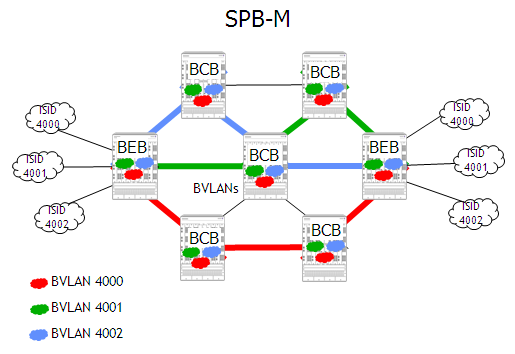 SPB-M
BCB
BCB
ISID
4000
ISID
4000
BEB
BCB
BEB
ISID
4001
ISID
4001
BVLANs
ISID
4002
ISID
4002
BCB
BCB
BVLAN 4000
BVLAN 4001
BVLAN 4002